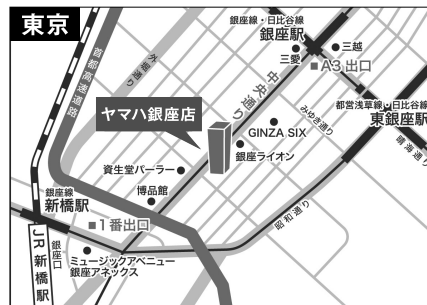 東京
首都高速道路
外堀通り
銀座線・日比谷線
銀座駅
三越
三愛
A3出口
中央通り
ヤマハ銀座店
みゆき通り
都営浅草線・日比谷線
東銀座駅
GINZA SIX
銀座ライオン
晴海通り
資生堂パーラー
博品館
銀座線
新橋駅
1番出口
昭和通り
銀座口
JR新橋駅
ミュージックアベニュー
銀座アネックス